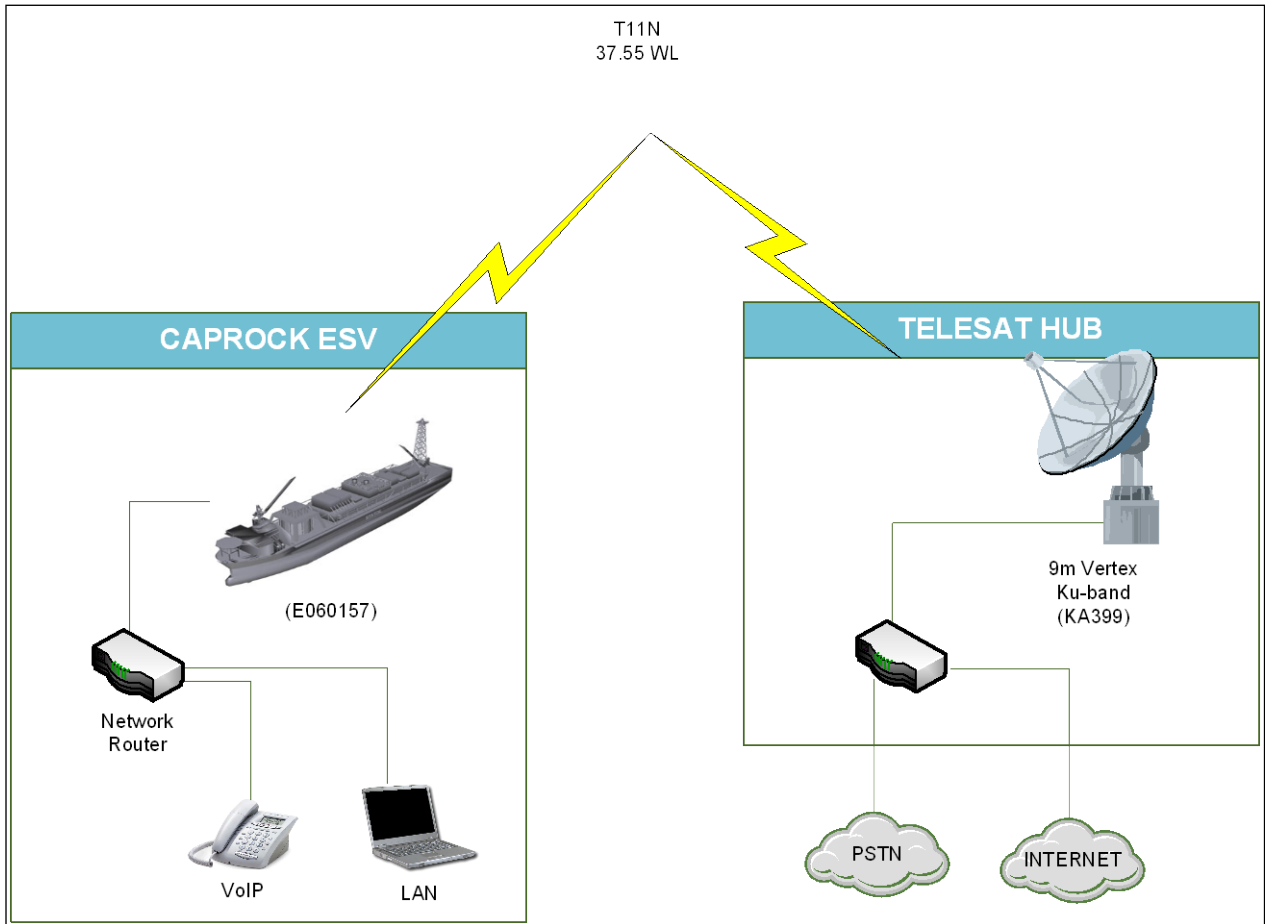 T11N
37.55 WL
CAPROCK ESV
TELESAT HUB
(E060157)
9m Vertex
Ku-band
(KA399)
Network
Router
VoIP
LAN
PSTN
INTERNET